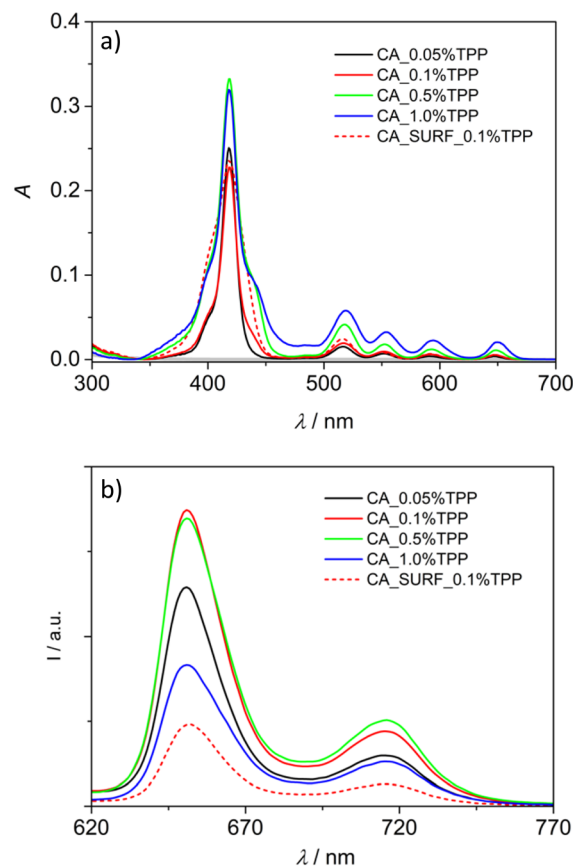 a)
0.4
0.3
0.2
0.1
0.0
A
CA_0.05%TPP
CA_0.1%TPP
CA_0.5%TPP
CA_1.0%TPP
CA_SURF_0.1%TPP
300 400 500 600 700
λ / nm
b)
I / a.u.
CA_0.05%TPP
CA_0.1%TPP
CA_0.5%TPP
CA_1.0%TPP
CA_SURF_0.1%TPP
620 670 720 770
λ / nm